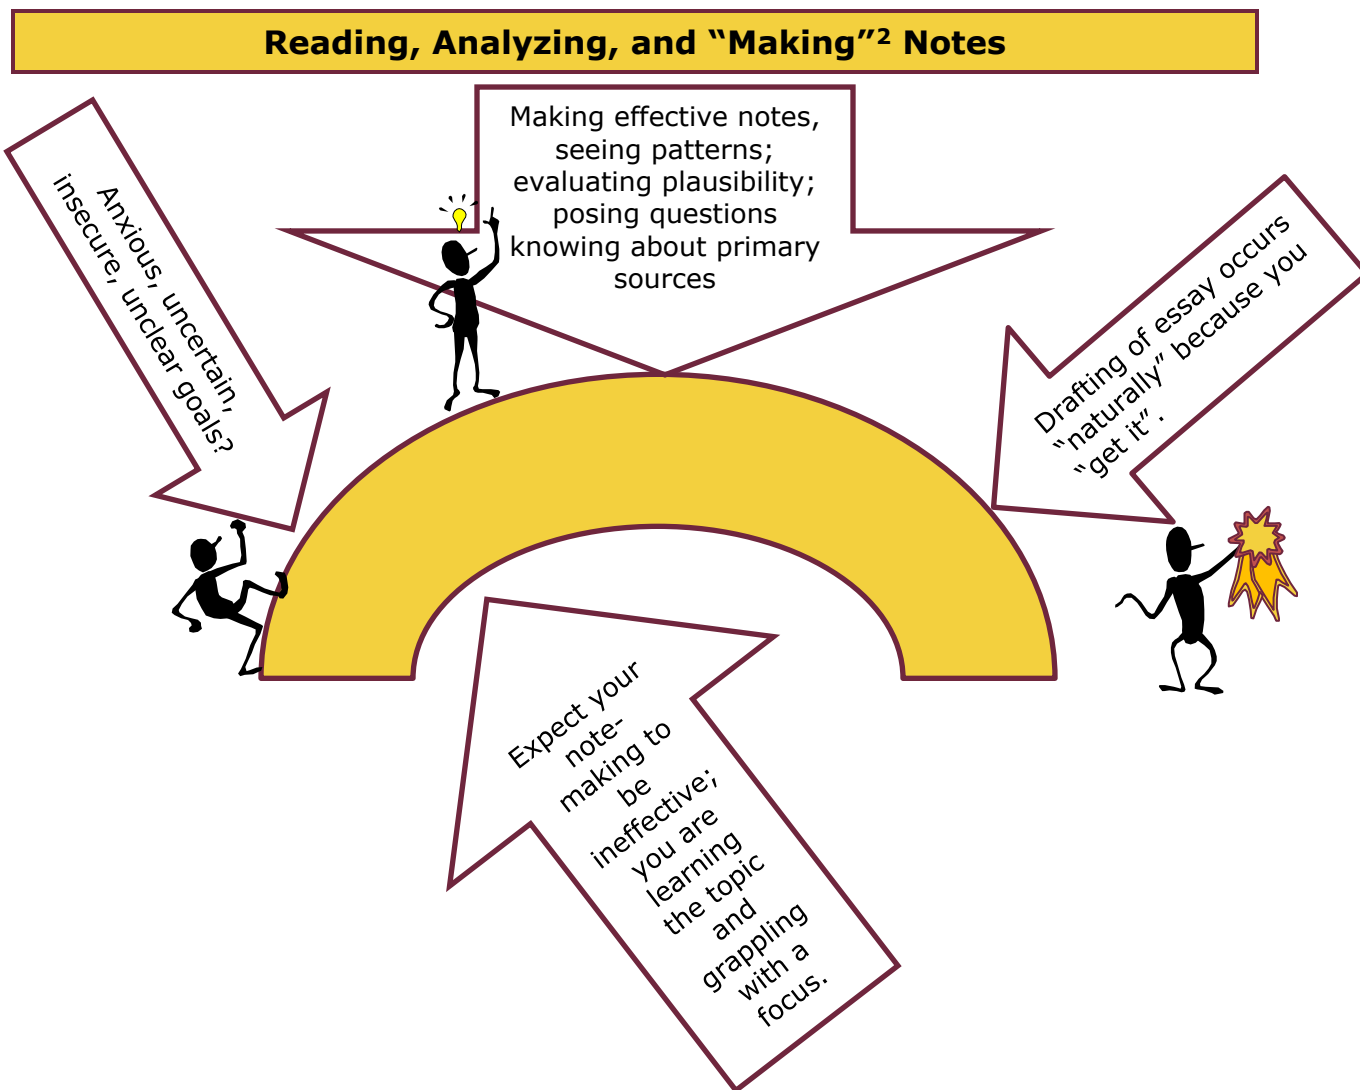 Reading, Analyzing, and “Making”² Notes
Anxious, uncertain,
insecure, unclear goals?
Making effective notes,
seeing patterns;
evaluating plausibility;
posing questions
knowing about primary
sources
Drafting of essay occurs
“naturally” because you
“get it”.
Expect your
note-
making to
be
ineffective;
you are
learning
the topic
and
grappling
with a
focus.